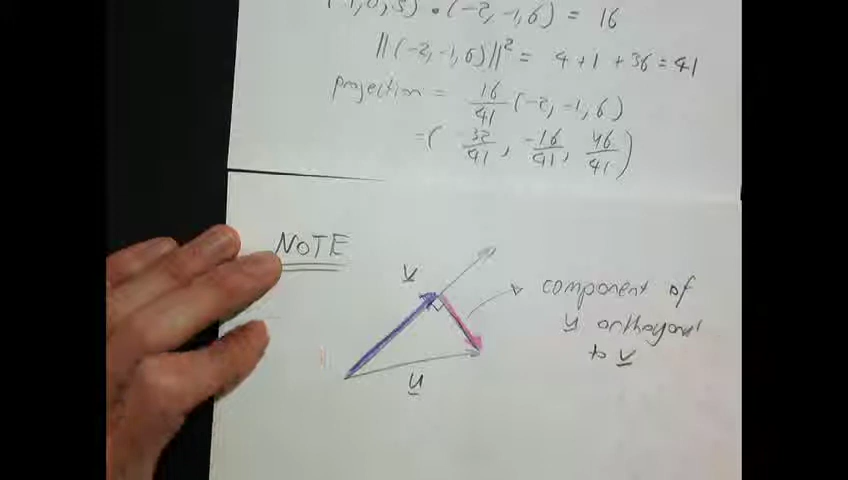 (-1, 0, 3) • (-2, -1, 6) = 16
||(-2, -1, 6)||² = 4 + 1 + 36 = 41
projection = 16/41 (-2, -1, 6)
= ( -32/41, -16/41, 46/41 )
NOTE
v
component of
u orthogonal
to v
u